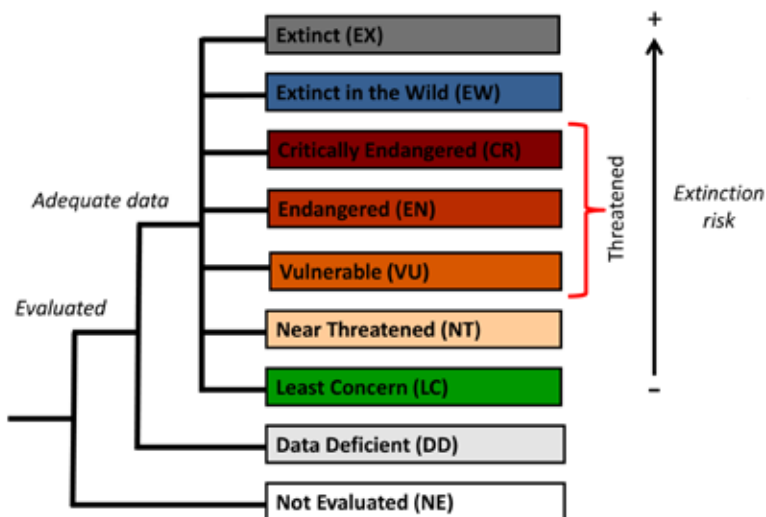 Extinct (EX)
+
Extinct in the Wild (EW)
Critically Endangered (CR)
Adequate data
Endangered (EN)
Threatened
Extinction
risk
Vulnerable (VU)
Evaluated
Near Threatened (NT)
Least Concern (LC)
–
Data Deficient (DD)
Not Evaluated (NE)